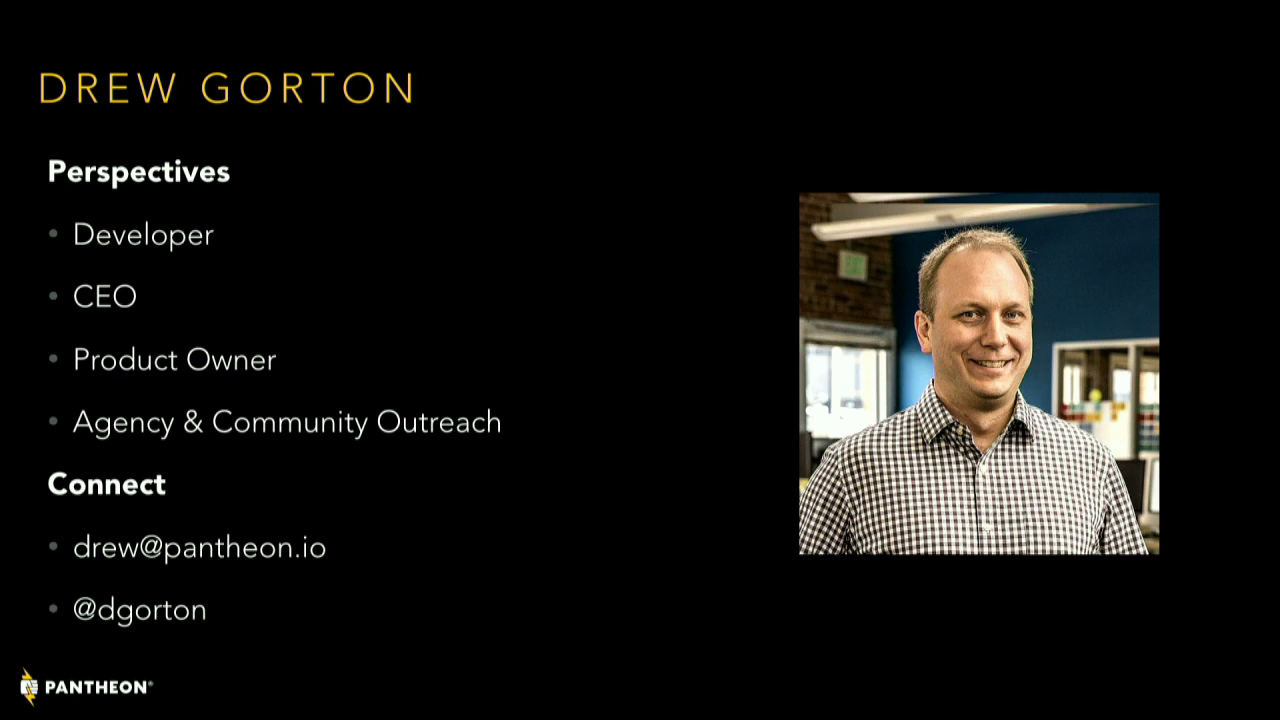 DREW GORTON
Perspectives
• Developer
• CEO
• Product Owner
• Agency & Community Outreach
Connect
• drew@pantheon.io
• @dgorton
PANTHEON®